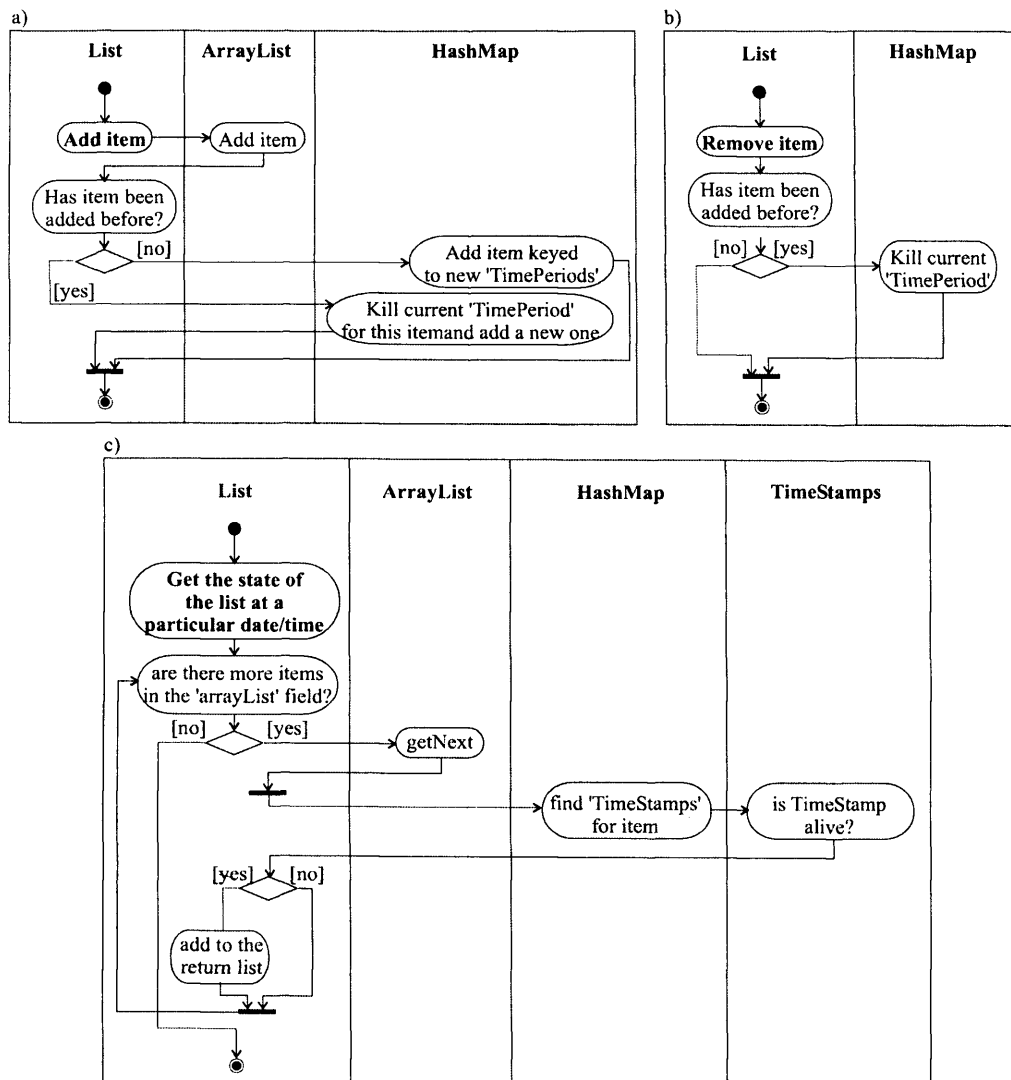 a)
List
ArrayList
HashMap
Add item
Add item
Has item been
added before?
[no]
[yes]
Add item keyed
to new 'TimePeriods'
Kill current 'TimePeriod'
for this itemand add a new one
b)
List
HashMap
Remove item
Has item been
added before?
[no]
[yes]
Kill current
'TimePeriod'
c)
List
ArrayList
HashMap
TimeStamps
Get the state of
the list at a
particular date/time
are there more items
in the 'arrayList' field?
[no]
[yes]
getNext
find 'TimeStamps'
for item
is TimeStamp
alive?
[yes]
[no]
add to the
return list